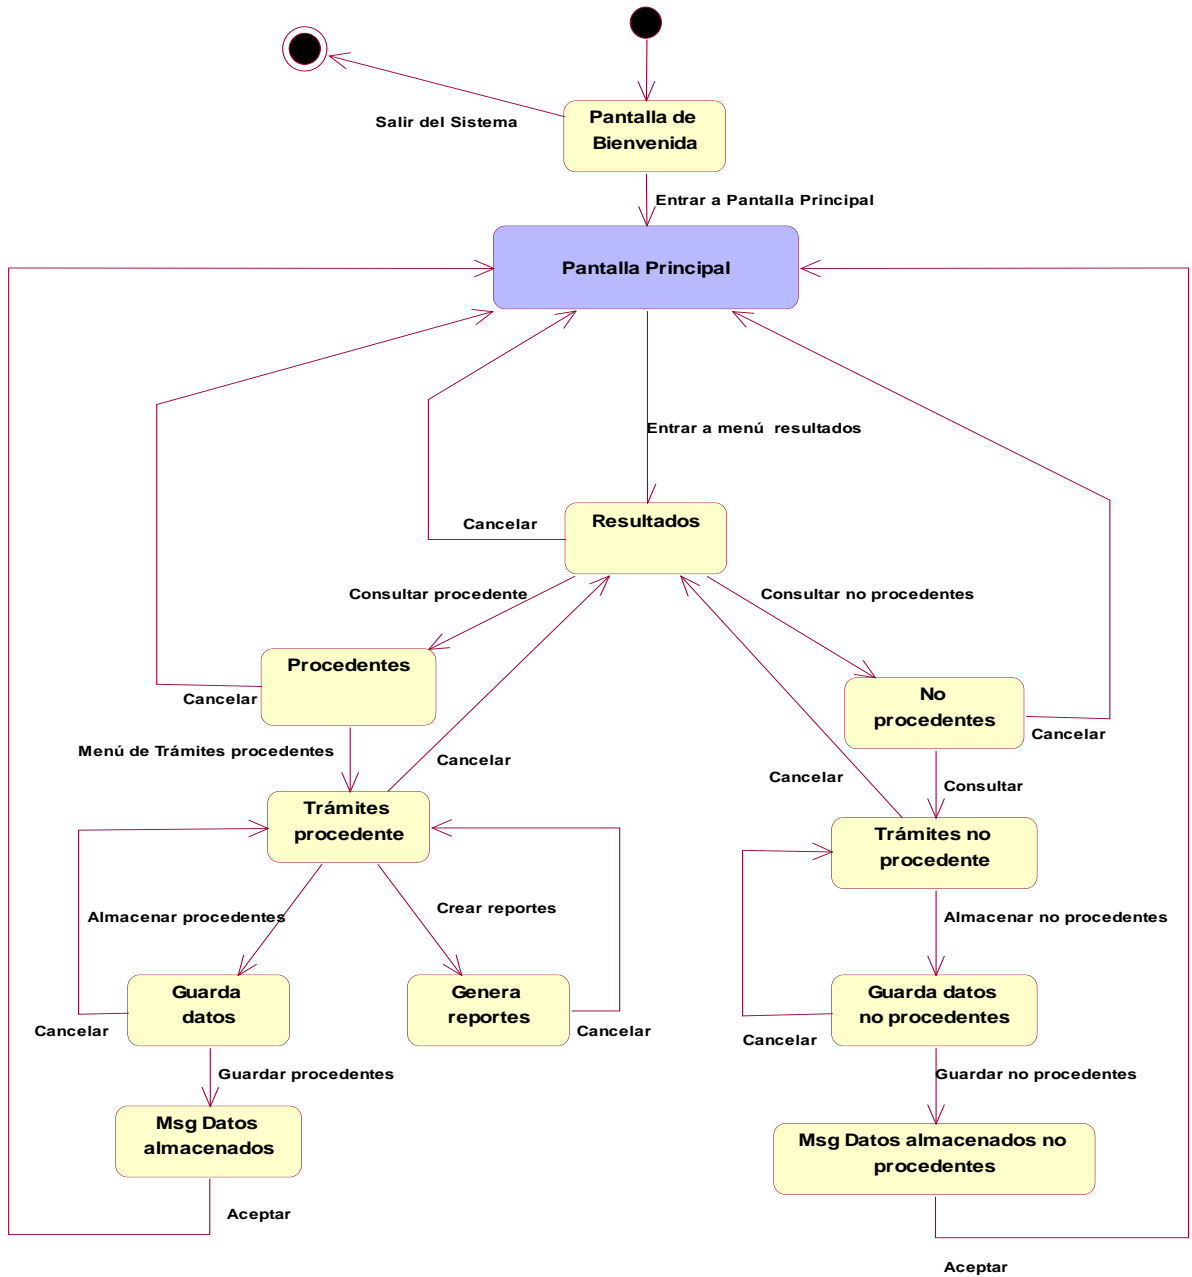 Salir del Sistema
Pantalla de
Bienvenida
Entrar a Pantalla Principal
Pantalla Principal
Entrar a menú resultados
Cancelar
Resultados
Consultar procedente
Consultar no procedentes
Procedentes
Cancelar
No
procedentes
Cancelar
Menú de Trámites procedentes
Cancelar
Cancelar
Consultar
Trámites
procedente
Trámites no
procedente
Almacenar procedentes
Crear reportes
Almacenar no procedentes
Guarda
datos
Genera
reportes
Guarda datos
no procedentes
Cancelar
Cancelar
Cancelar
Guardar procedentes
Guardar no procedentes
Msg Datos
almacenados
Msg Datos almacenados no
procedentes
Aceptar
Aceptar